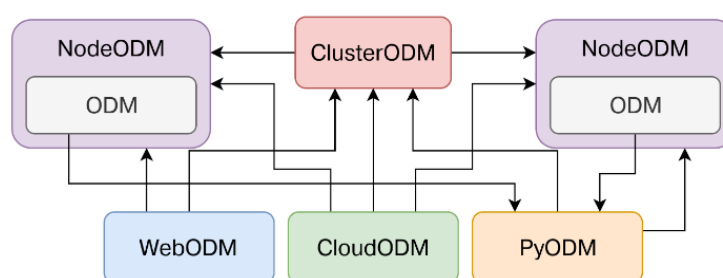 NodeODM
ClusterODM
NodeODM
ODM
ODM
WebODM
CloudODM
PyODM